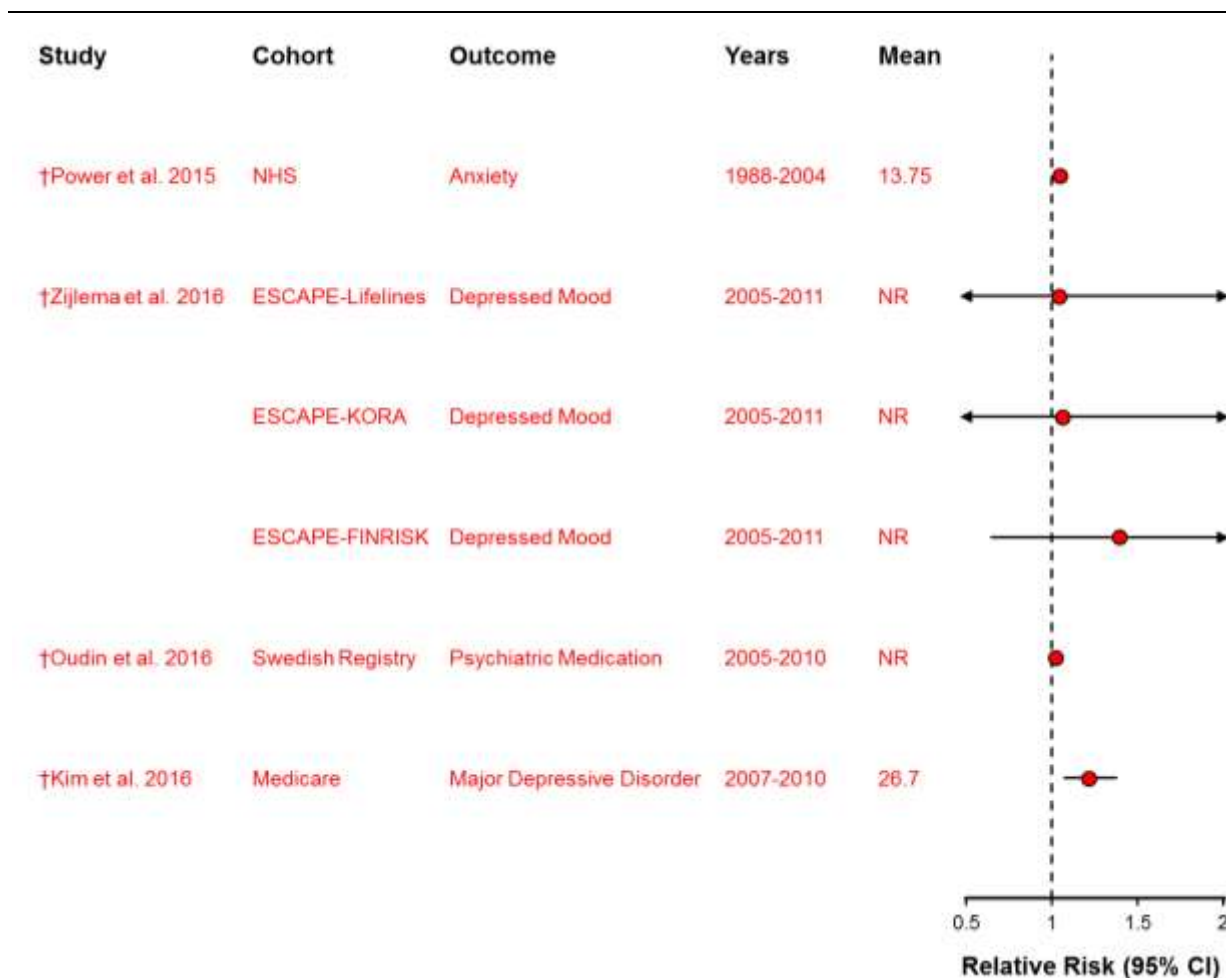 Study Cohort Outcome Years Mean
†Power et al. 2015 NHS Anxiety 1988-2004 13.75
†Zijlema et al. 2016 ESCAPE-Lifelines Depressed Mood 2005-2011 NR
ESCAPE-KORA Depressed Mood 2005-2011 NR
ESCAPE-FINRISK Depressed Mood 2005-2011 NR
†Oudin et al. 2016 Swedish Registry Psychiatric Medication 2005-2010 NR
†Kim et al. 2016 Medicare Major Depressive Disorder 2007-2010 26.7
0.5 1 1.5 2
Relative Risk (95% CI)